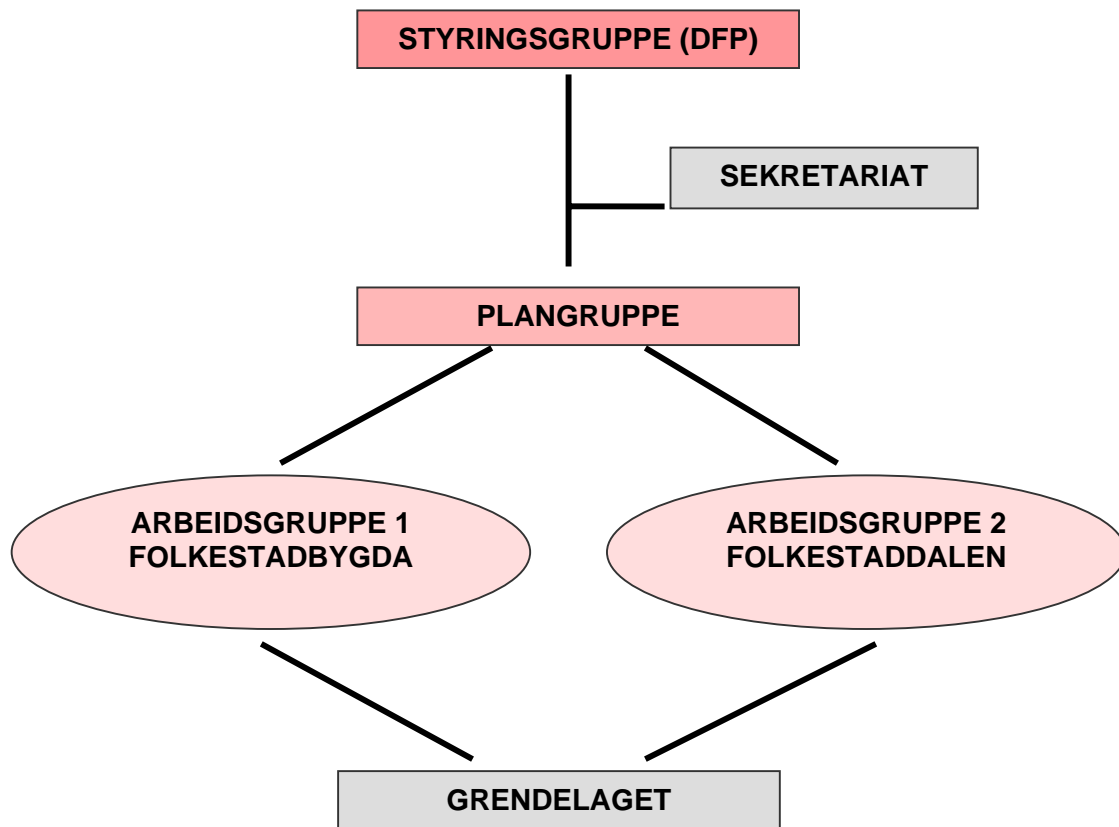 STYRINGSGRUPPE (DFP)
SEKRETARIAT
PLANGRUPPE
ARBEIDSGRUPPE 1
FOLKESTADBYGDA
ARBEIDSGRUPPE 2
FOLKESTADDALEN
GRENDELAGET